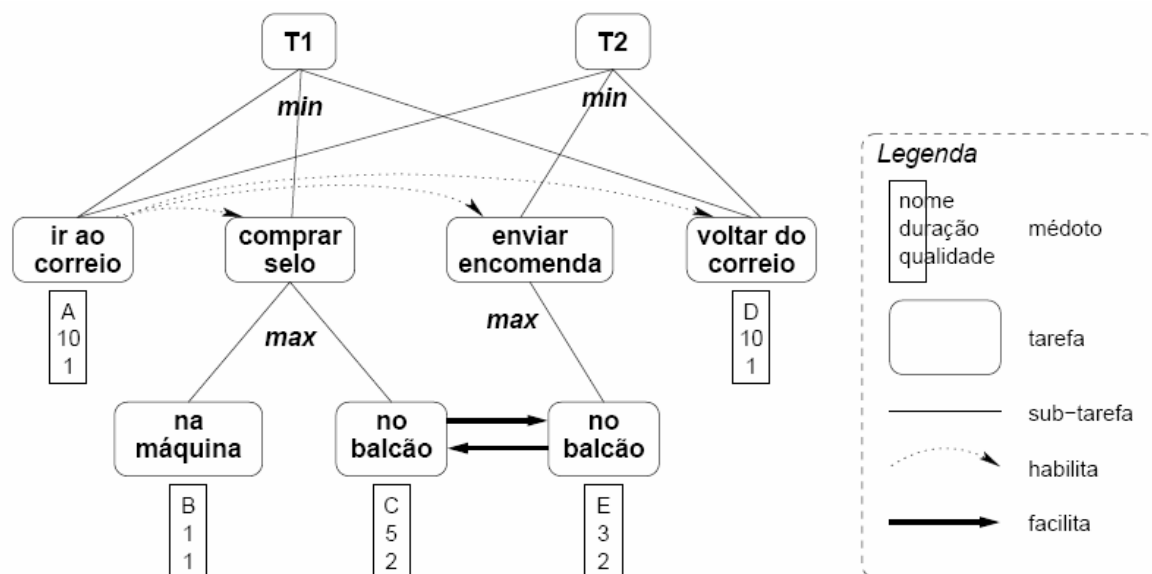 T1
T2
min
min
Legenda
nome
duração
qualidade
médoto
ir ao
correio
comprar
selo
enviar
encomenda
voltar do
correio
A
10
1
D
10
1
max
max
tarefa
na
máquina
no
balcão
no
balcão
sub-tarefa
habilita
facilita
B
1
1
C
5
2
E
3
2